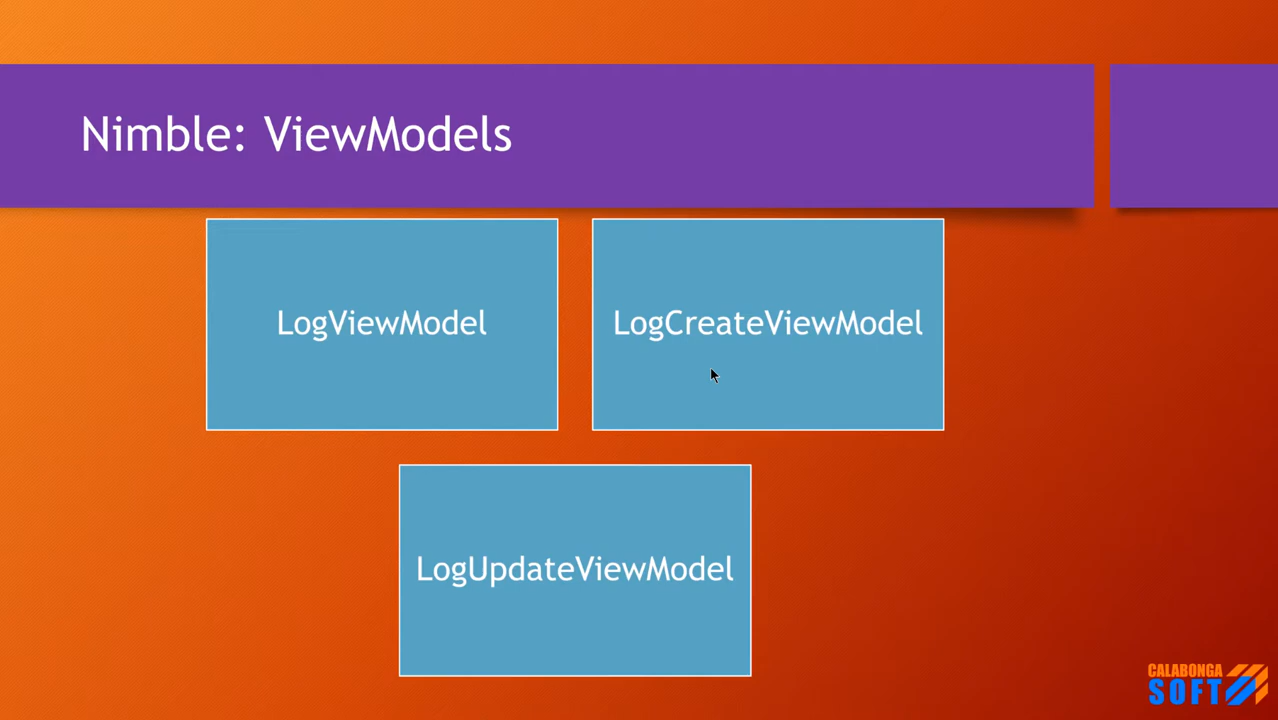 Nimble: ViewModels
LogViewModel
LogCreateViewModel
LogUpdateViewModel
CALABONGA
SOFT